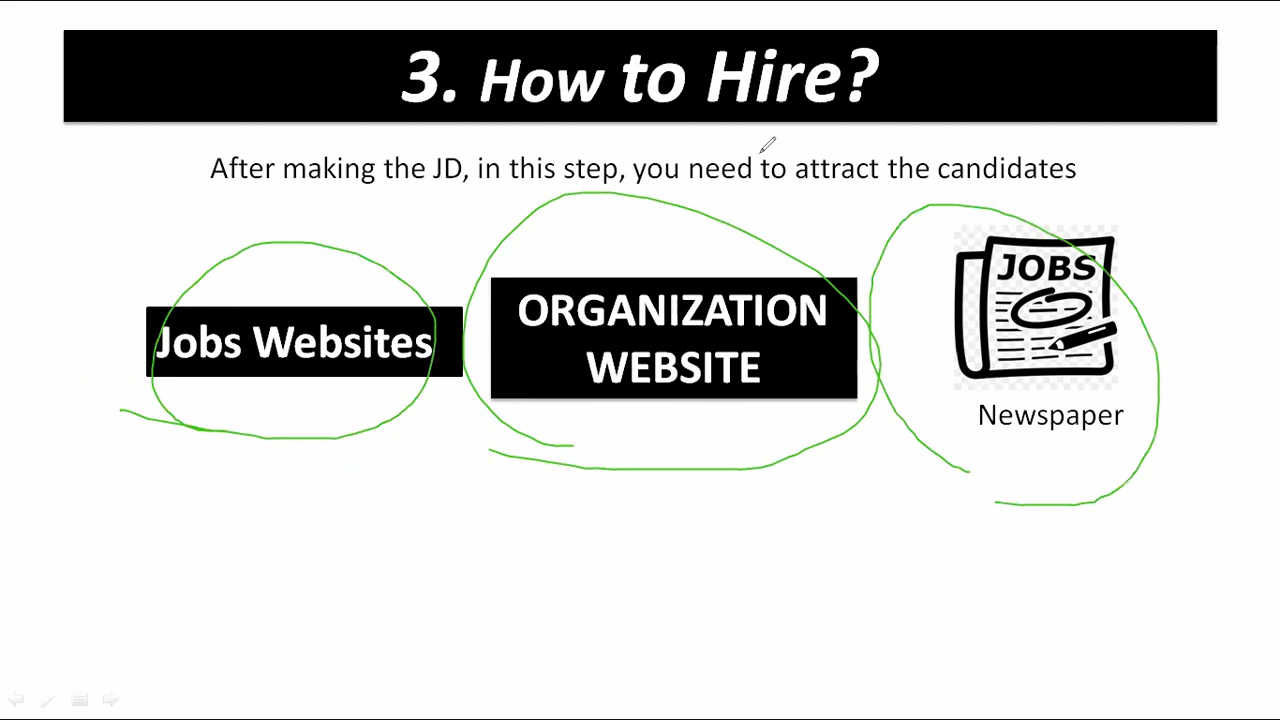 3. How to Hire?
After making the JD, in this step, you need to attract the candidates
Jobs Websites
ORGANIZATION
WEBSITE
JOBS
Newspaper